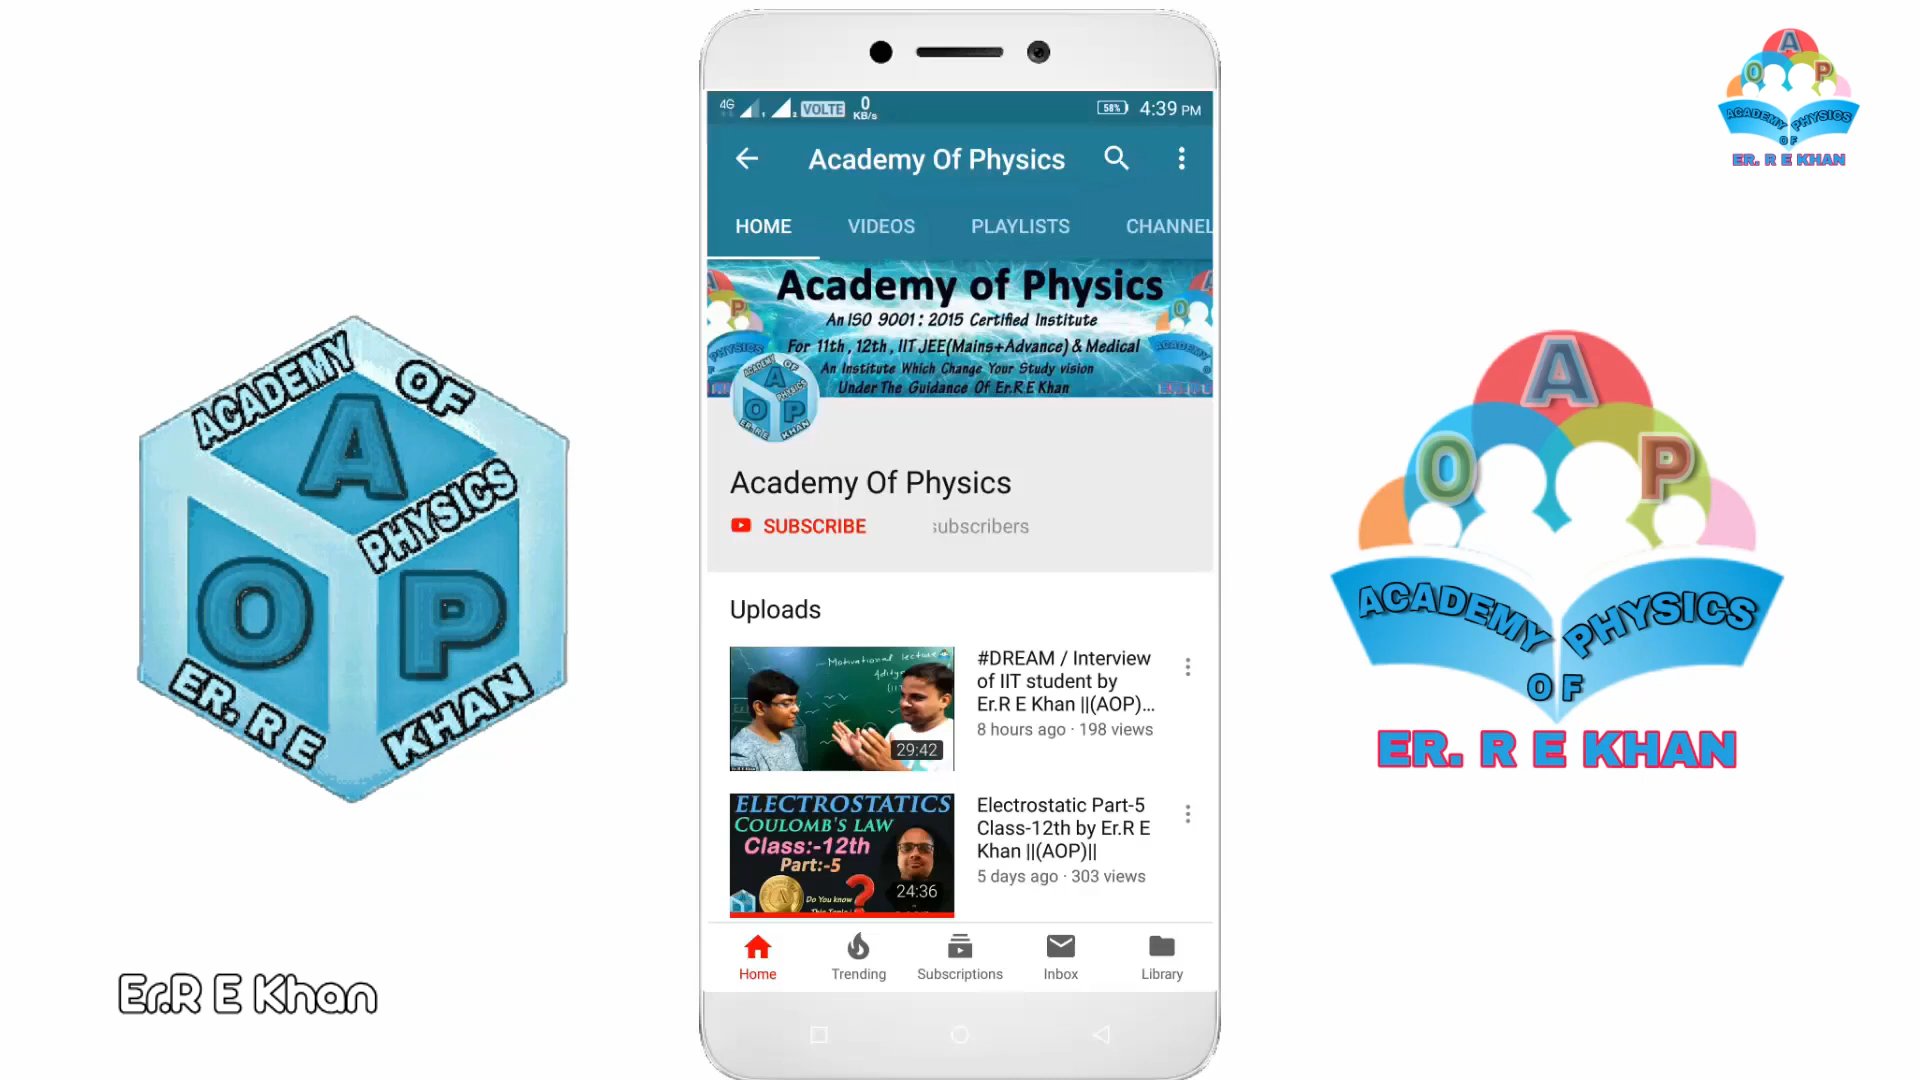 4G VOLTE 0 KB/s 58% 4:39 PM
Academy Of Physics
HOME VIDEOS PLAYLISTS CHANNEL
Academy of Physics
An ISO 9001 : 2015 Certified Institute
For 11th , 12th , IIT JEE(Mains+Advance) & Medical
An Institute Which Change Your Study vision
Under The Guidance Of Er.R E Khan
Academy Of Physics
SUBSCRIBE subscribers
Uploads
Motivational lecture
29:42
#DREAM / Interview
of IIT student by
Er.R E Khan ||(AOP)...
8 hours ago · 198 views
ELECTROSTATICS
COULOMB'S LAW
Class:-12th
Part:-5
Do You know
24:36
Electrostatic Part-5
Class-12th by Er.R E
Khan ||(AOP)||
5 days ago · 303 views
Home Trending Subscriptions Inbox Library
ACADEMY OF
PHYSICS
A
O P
ER. R E KHAN
Er.R E Khan
A
O P
ACADEMY PHYSICS
OF
ER. R E KHAN
A
O P
ACADEMY PHYSICS
OF
ER. R E KHAN